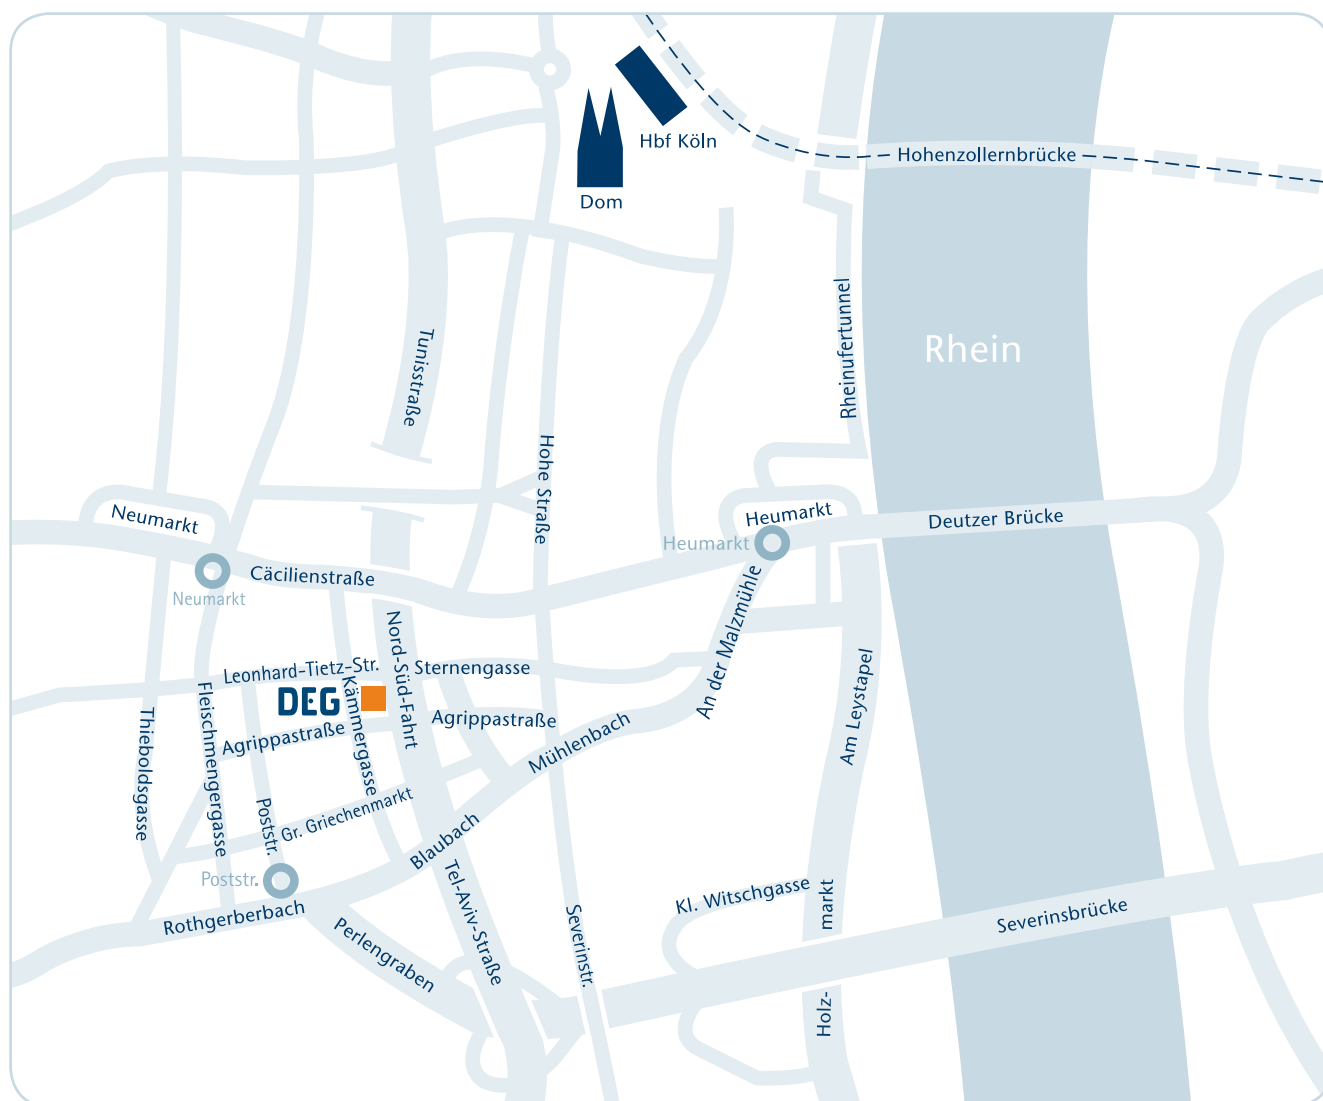 Hbf Köln
Hohenzollernbrücke
Dom
Rheinufertunnel
Rhein
Tunisstraße
Hohe Straße
Neumarkt
Heumarkt
Deutzer Brücke
Heumarkt
Cäcilienstraße
Neumarkt
An der Malzmühle
Nord-Süd-Fahrt
Leonhard-Tietz-Str.
Sternengasse
Am Leystapel
DEG
Kämmergasse
Fleischmengergasse
Thieboldsgasse
Agrippastraße
Agrippastraße
Mühlenbach
Poststr.
Gr. Griechenmarkt
Blaubach
Poststr.
Tel-Aviv-Straße
Kl. Witschgasse
Holz-
markt
Severinsbrücke
Rothgerberbach
Perlengraben
Severinstr.